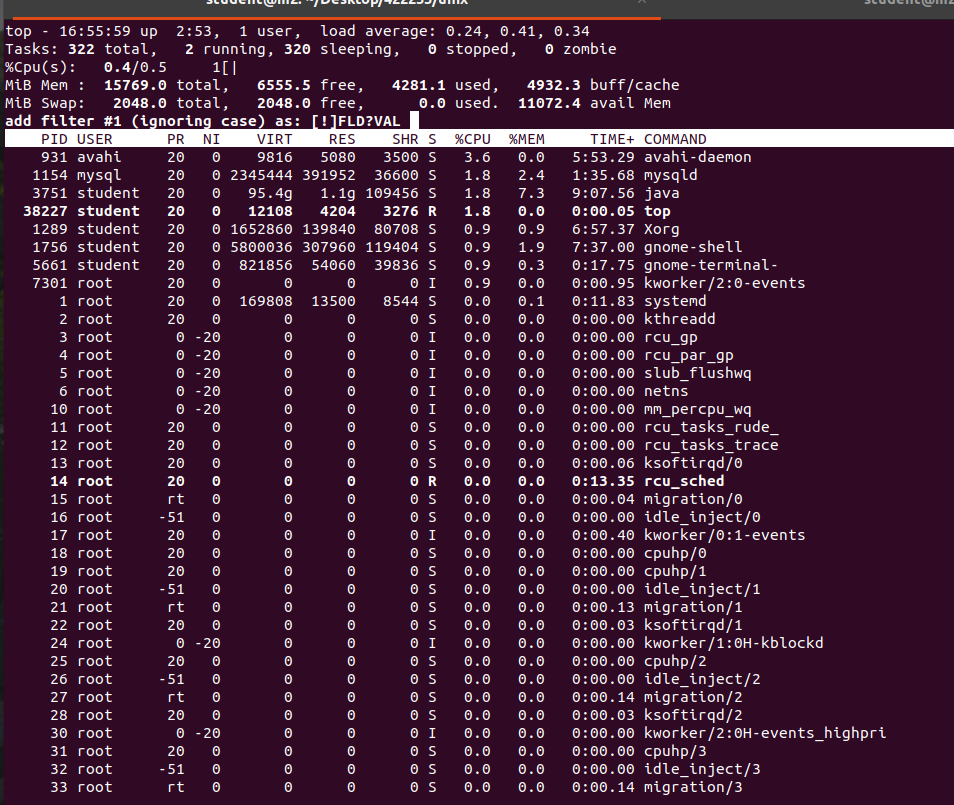 student@mz: ~/Desktop/422233/dmx
student@mz
top - 16:55:59 up  2:53,  1 user,  load average: 0.24, 0.41, 0.34
Tasks: 322 total,   2 running, 320 sleeping,   0 stopped,   0 zombie
%Cpu(s):   0.4/0.5     1[|
MiB Mem :  15769.0 total,   6555.5 free,   4281.1 used,   4932.3 buff/cache
MiB Swap:   2048.0 total,   2048.0 free,      0.0 used.  11072.4 avail Mem
add filter #1 (ignoring case) as: [!]FLD?VAL
PID USER      PR  NI    VIRT    RES    SHR S  %CPU  %MEM     TIME+ COMMAND
931 avahi     20   0    9816   5080   3500 S   3.6   0.0   5:53.29 avahi-daemon
1154 mysql     20   0 2345444 391952  36600 S   1.8   2.4   1:35.68 mysqld
3751 student   20   0   95.4g   1.1g 109456 S   1.8   7.3   9:07.56 java
38227 student   20   0   12108   4204   3276 R   1.8   0.0   0:00.05 top
1289 student   20   0 1652860 139840  80708 S   0.9   0.9   6:57.37 Xorg
1756 student   20   0 5800036 307960 119404 S   0.9   1.9   7:37.00 gnome-shell
5661 student   20   0  821856  54060  39836 S   0.9   0.3   0:17.75 gnome-terminal-
7301 root      20   0       0      0      0 I   0.9   0.0   0:00.95 kworker/2:0-events
1 root      20   0  169808  13500   8544 S   0.0   0.1   0:11.83 systemd
2 root      20   0       0      0      0 S   0.0   0.0   0:00.00 kthreadd
3 root       0 -20       0      0      0 I   0.0   0.0   0:00.00 rcu_gp
4 root       0 -20       0      0      0 I   0.0   0.0   0:00.00 rcu_par_gp
5 root       0 -20       0      0      0 I   0.0   0.0   0:00.00 slub_flushwq
6 root       0 -20       0      0      0 I   0.0   0.0   0:00.00 netns
10 root       0 -20       0      0      0 I   0.0   0.0   0:00.00 mm_percpu_wq
11 root      20   0       0      0      0 S   0.0   0.0   0:00.00 rcu_tasks_rude_
12 root      20   0       0      0      0 S   0.0   0.0   0:00.00 rcu_tasks_trace
13 root      20   0       0      0      0 S   0.0   0.0   0:00.06 ksoftirqd/0
14 root      20   0       0      0      0 R   0.0   0.0   0:13.35 rcu_sched
15 root      rt   0       0      0      0 S   0.0   0.0   0:00.04 migration/0
16 root     -51   0       0      0      0 S   0.0   0.0   0:00.00 idle_inject/0
17 root      20   0       0      0      0 I   0.0   0.0   0:00.40 kworker/0:1-events
18 root      20   0       0      0      0 S   0.0   0.0   0:00.00 cpuhp/0
19 root      20   0       0      0      0 S   0.0   0.0   0:00.00 cpuhp/1
20 root     -51   0       0      0      0 S   0.0   0.0   0:00.00 idle_inject/1
21 root      rt   0       0      0      0 S   0.0   0.0   0:00.13 migration/1
22 root      20   0       0      0      0 S   0.0   0.0   0:00.03 ksoftirqd/1
24 root       0 -20       0      0      0 I   0.0   0.0   0:00.00 kworker/1:0H-kblockd
25 root      20   0       0      0      0 S   0.0   0.0   0:00.00 cpuhp/2
26 root     -51   0       0      0      0 S   0.0   0.0   0:00.00 idle_inject/2
27 root      rt   0       0      0      0 S   0.0   0.0   0:00.14 migration/2
28 root      20   0       0      0      0 S   0.0   0.0   0:00.03 ksoftirqd/2
30 root       0 -20       0      0      0 I   0.0   0.0   0:00.00 kworker/2:0H-events_highpri
31 root      20   0       0      0      0 S   0.0   0.0   0:00.00 cpuhp/3
32 root     -51   0       0      0      0 S   0.0   0.0   0:00.00 idle_inject/3
33 root      rt   0       0      0      0 S   0.0   0.0   0:00.14 migration/3